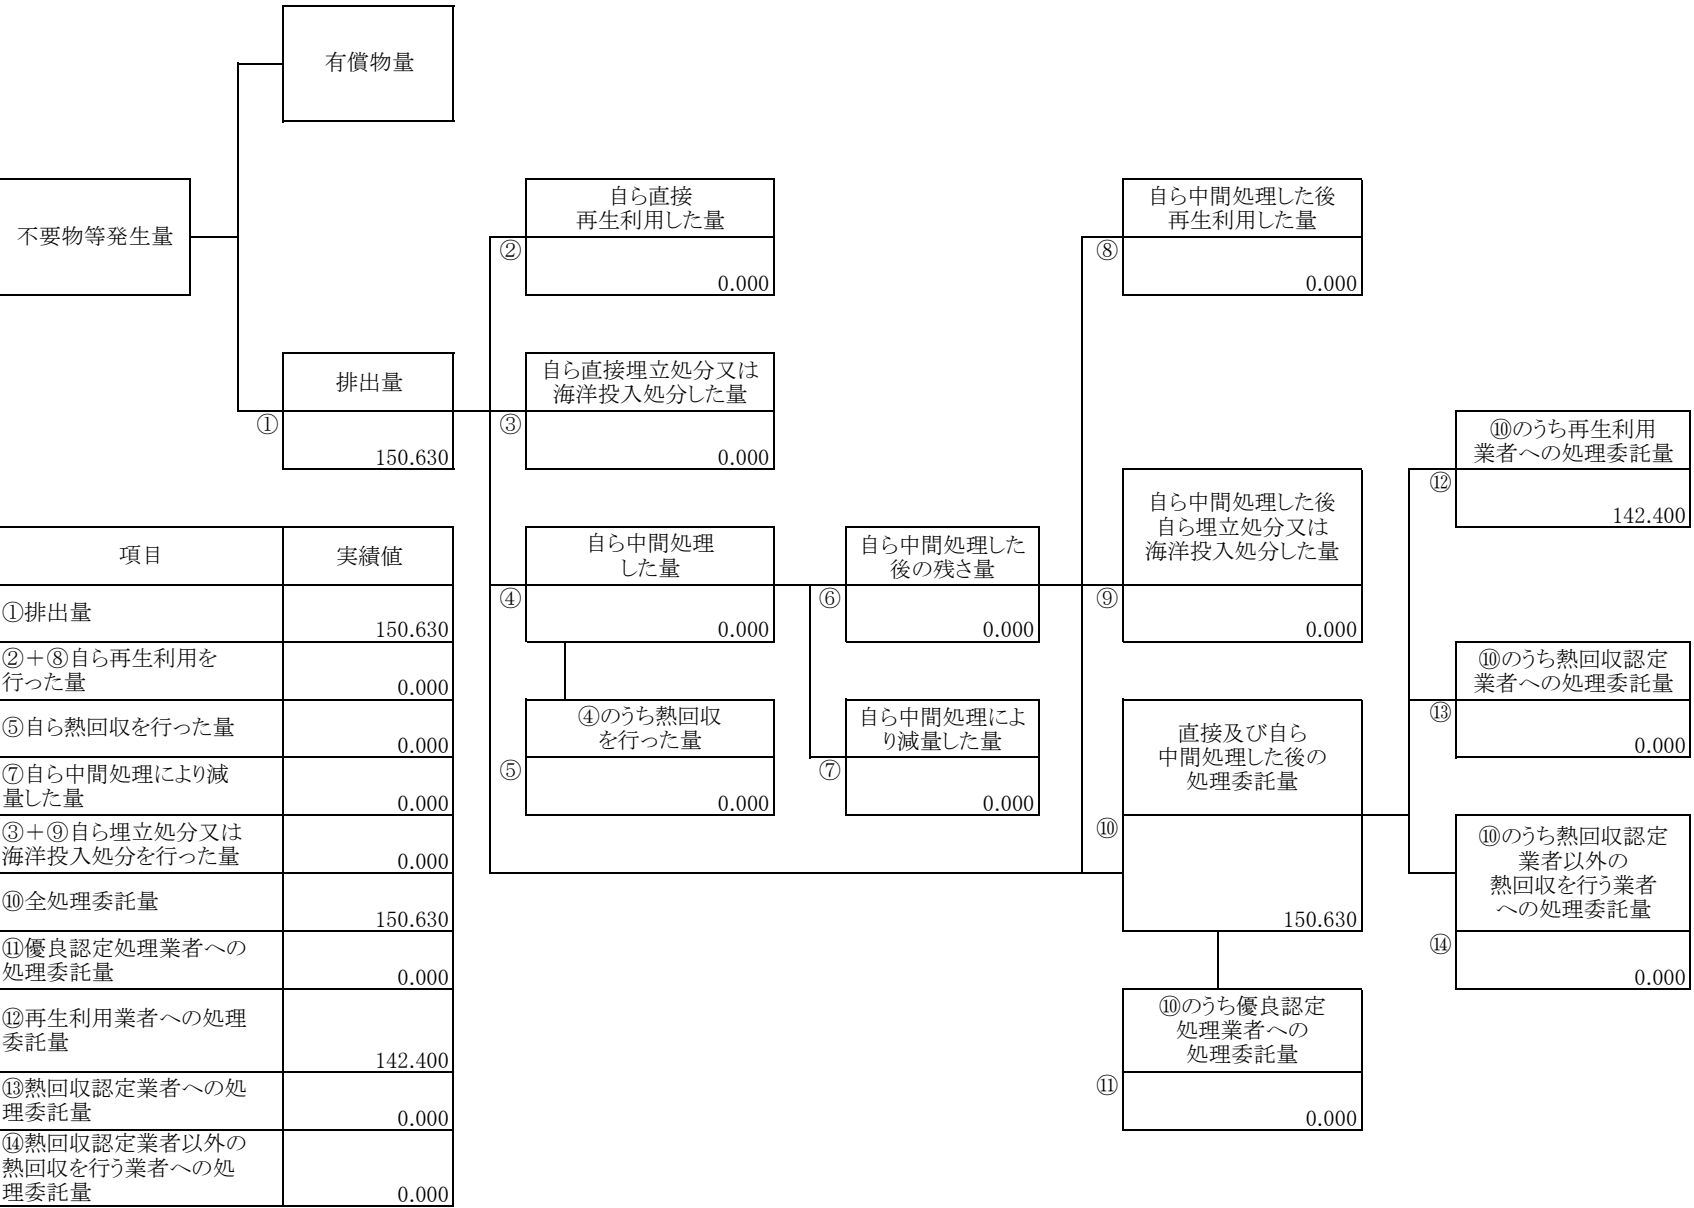 有償物量
不要物等発生量
自ら直接
再生利用した量
②
0.000
自ら中間処理した後
再生利用した量
⑧
0.000
排出量
①
150.630
自ら直接埋立処分又は
海洋投入処分した量
③
0.000
⑩のうち再生利用
業者への処理委託量
⑫
142.400
自ら中間処理
した量
④
0.000
自ら中間処理した
後の残さ量
⑥
0.000
自ら中間処理した後
自ら埋立処分又は
海洋投入処分した量
⑨
0.000
④のうち熱回収
を行った量
⑤
0.000
自ら中間処理によ
り減量した量
⑦
0.000
直接及び自ら
中間処理した後の
処理委託量
⑩
150.630
⑩のうち熱回収認定
業者への処理委託量
⑬
0.000
⑩のうち熱回収認定
業者以外の
熱回収を行う業者
への処理委託量
⑭
0.000
⑩のうち優良認定
処理業者への
処理委託量
⑪
0.000
項目
実績値
①排出量
150.630
②+⑧自ら再生利用を
行った量
0.000
⑤自ら熱回収を行った量
0.000
⑦自ら中間処理により減
量した量
0.000
③+⑨自ら埋立処分又は
海洋投入処分を行った量
0.000
⑩全処理委託量
150.630
⑪優良認定処理業者への
処理委託量
0.000
⑫再生利用業者への処理
委託量
142.400
⑬熱回収認定業者への処
理委託量
0.000
⑭熱回収認定業者以外の
熱回収を行う業者への処
理委託量
0.000